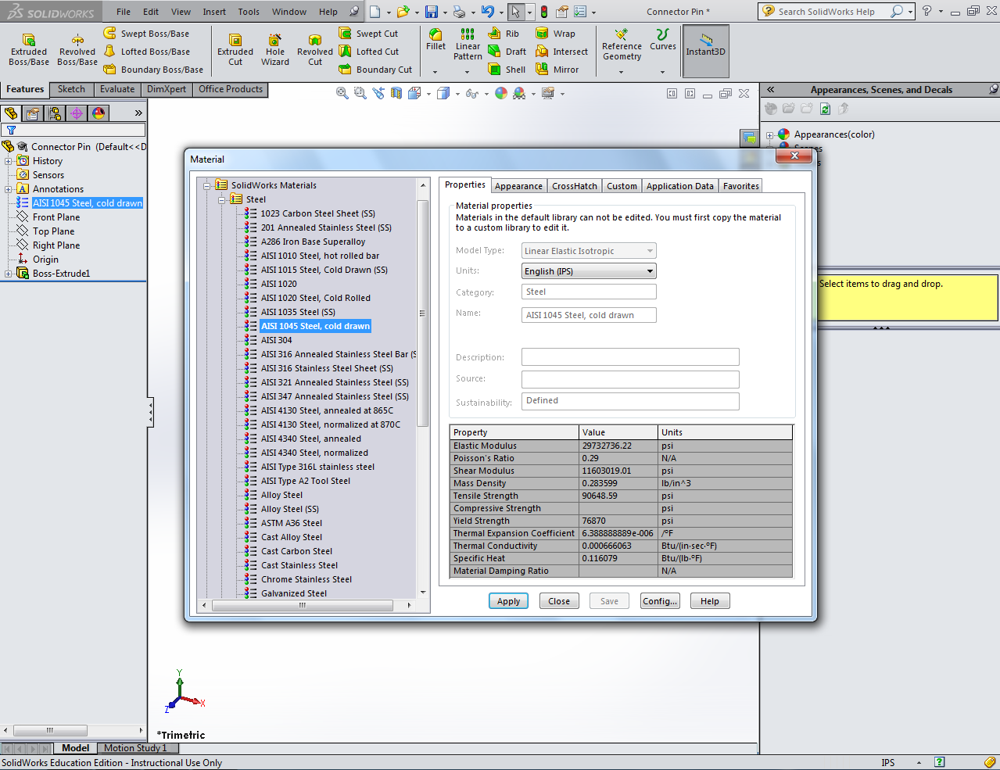 SOLIDWORKS File Edit View Insert Tools Window Help Connector Pin * Search SolidWorks Help
Extruded Boss/Base
Revolved Boss/Base
Swept Boss/Base
Lofted Boss/Base
Boundary Boss/Base
Extruded Cut
Hole Wizard
Revolved Cut
Swept Cut
Lofted Cut
Boundary Cut
Fillet
Linear Pattern
Rib
Draft
Shell
Wrap
Intersect
Mirror
Reference Geometry
Curves
Instant3D
Features Sketch Evaluate DimXpert Office Products
Connector Pin (Default<<D
History
Sensors
Annotations
AISI 1045 Steel, cold drawn
Front Plane
Top Plane
Right Plane
Origin
Boss-Extrude1
Material
SolidWorks Materials
Steel
1023 Carbon Steel Sheet (SS)
201 Annealed Stainless Steel (SS)
A286 Iron Base Superalloy
AISI 1010 Steel, hot rolled bar
AISI 1015 Steel, Cold Drawn (SS)
AISI 1020
AISI 1020 Steel, Cold Rolled
AISI 1035 Steel (SS)
AISI 1045 Steel, cold drawn
AISI 304
AISI 316 Annealed Stainless Steel Bar (S
AISI 316 Stainless Steel Sheet (SS)
AISI 321 Annealed Stainless Steel (SS)
AISI 347 Annealed Stainless Steel (SS)
AISI 4130 Steel, annealed at 865C
AISI 4130 Steel, normalized at 870C
AISI 4340 Steel, annealed
AISI 4340 Steel, normalized
AISI Type 316L stainless steel
AISI Type A2 Tool Steel
Alloy Steel
Alloy Steel (SS)
ASTM A36 Steel
Cast Alloy Steel
Cast Carbon Steel
Cast Stainless Steel
Chrome Stainless Steel
Galvanized Steel
Properties Appearance CrossHatch Custom Application Data Favorites
Material properties
Materials in the default library can not be edited. You must first copy the material
to a custom library to edit it.
Model Type: Linear Elastic Isotropic
Units: English (IPS)
Category: Steel
Name: AISI 1045 Steel, cold drawn
Description:
Source:
Sustainability: Defined
Property Value Units
Elastic Modulus 29732736.22 psi
Poisson's Ratio 0.29 N/A
Shear Modulus 11603019.01 psi
Mass Density 0.283599 lb/in^3
Tensile Strength 90648.59 psi
Compressive Strength psi
Yield Strength 76870 psi
Thermal Expansion Coefficient 6.388888889e-006 /°F
Thermal Conductivity 0.000666063 Btu/(in·sec·°F)
Specific Heat 0.116079 Btu/(lb·°F)
Material Damping Ratio N/A
Apply Close Save Config... Help
Appearances, Scenes, and Decals
Appearances(color)
Select items to drag and drop.
Y
X
Z
*Trimetric
Model Motion Study 1
SolidWorks Education Edition - Instructional Use Only IPS